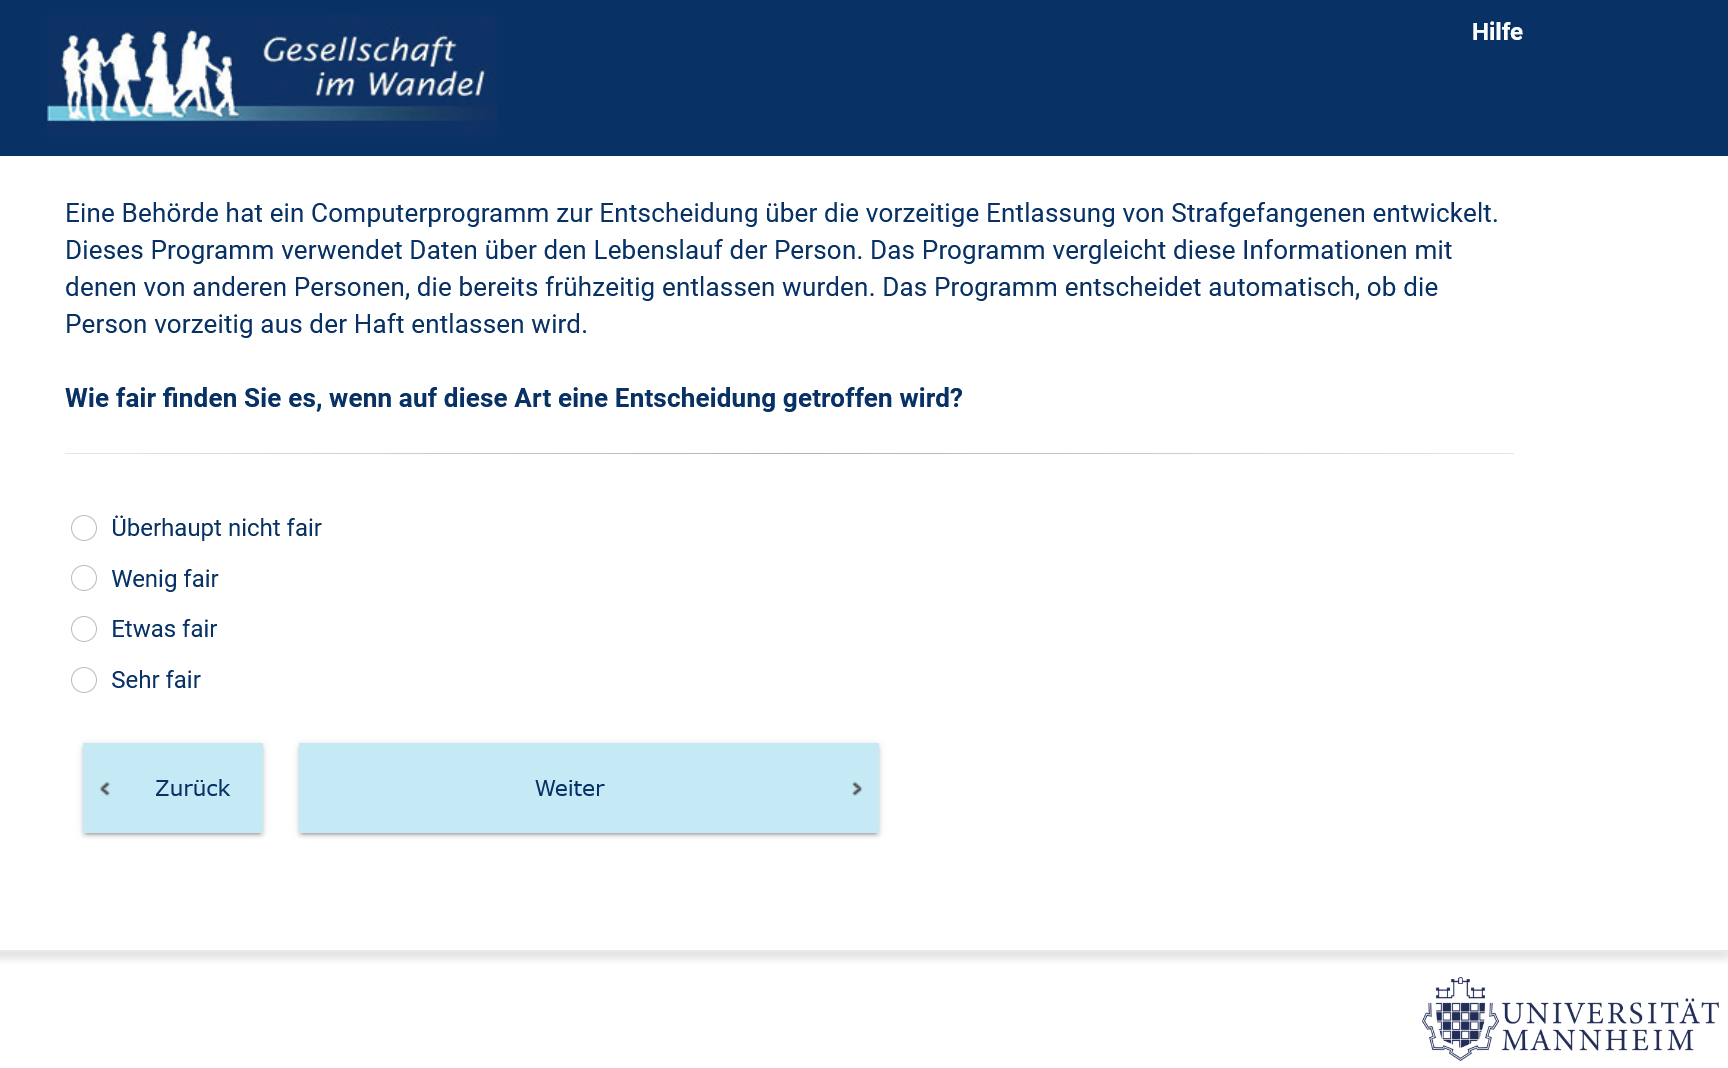 Gesellschaft
im Wandel
Hilfe
Eine Behörde hat ein Computerprogramm zur Entscheidung über die vorzeitige Entlassung von Strafgefangenen entwickelt.
Dieses Programm verwendet Daten über den Lebenslauf der Person. Das Programm vergleicht diese Informationen mit
denen von anderen Personen, die bereits frühzeitig entlassen wurden. Das Programm entscheidet automatisch, ob die
Person vorzeitig aus der Haft entlassen wird.
Wie fair finden Sie es, wenn auf diese Art eine Entscheidung getroffen wird?
Überhaupt nicht fair
Wenig fair
Etwas fair
Sehr fair
Zurück
Weiter
UNIVERSITÄT
MANNHEIM